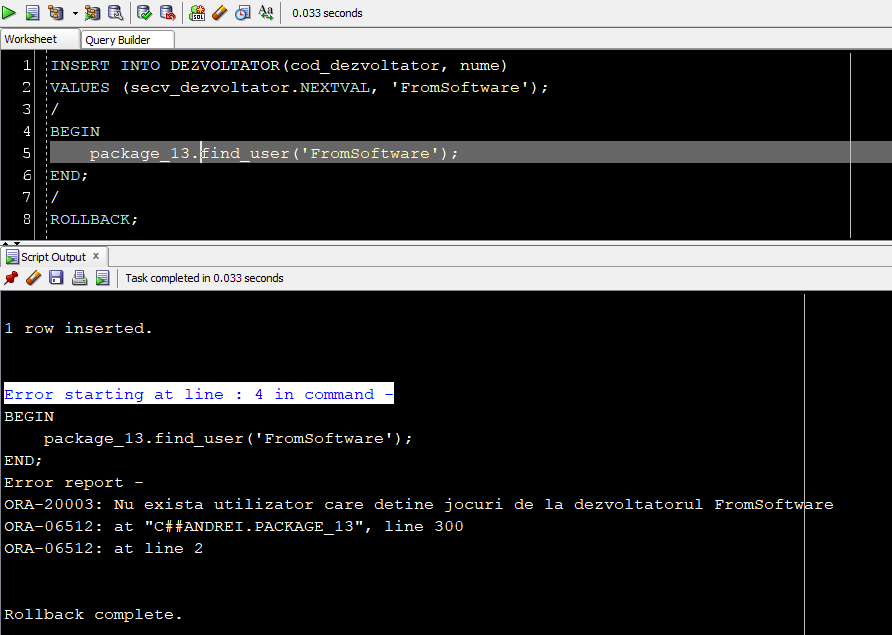 SQL
0.033 seconds
Worksheet
Query Builder
1 INSERT INTO DEZVOLTATOR(cod_dezvoltator, nume)
2 VALUES (secv_dezvoltator.NEXTVAL, 'FromSoftware');
3 /
4 BEGIN
5 package_13.find_user('FromSoftware');
6 END;
7 /
8 ROLLBACK;
Script Output x
Task completed in 0.033 seconds
1 row inserted.
Error starting at line : 4 in command -
BEGIN
package_13.find_user('FromSoftware');
END;
Error report -
ORA-20003: Nu exista utilizator care detine jocuri de la dezvoltatorul FromSoftware
ORA-06512: at "C##ANDREI.PACKAGE_13", line 300
ORA-06512: at line 2
Rollback complete.